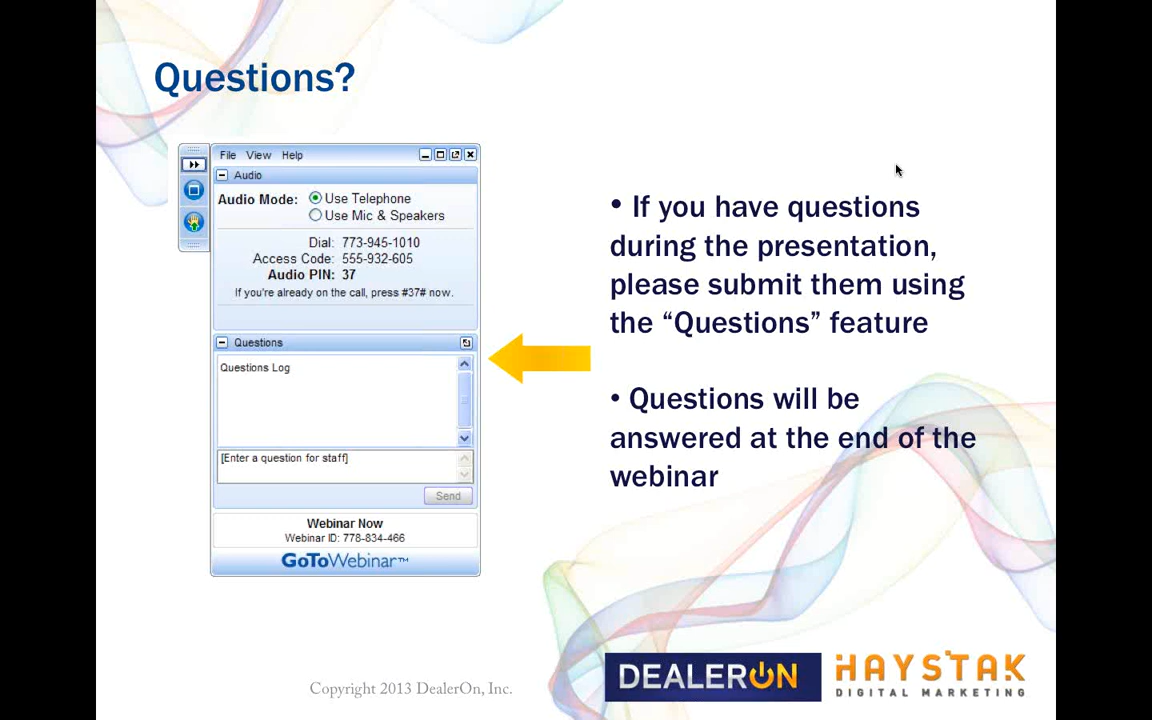 Questions?
File View Help
Audio
Audio Mode: Use Telephone
Use Mic & Speakers
Dial: 773-945-1010
Access Code: 555-932-605
Audio PIN: 37
If you're already on the call, press #37# now.
Questions
Questions Log
[Enter a question for staff]
Send
Webinar Now
Webinar ID: 778-834-466
GoToWebinar™
• If you have questions
during the presentation,
please submit them using
the “Questions” feature
• Questions will be
answered at the end of the
webinar
Copyright 2013 DealerOn, Inc.
DEALERON
HAYSTAK
DIGITAL MARKETING